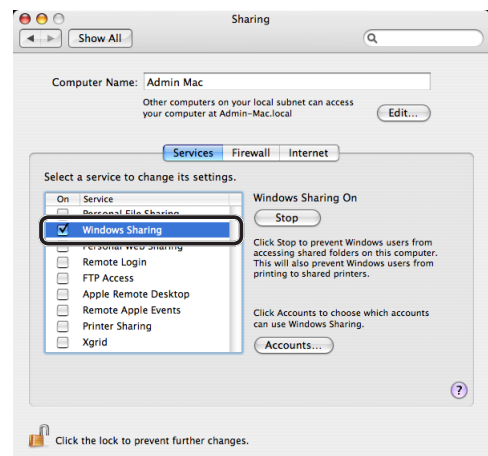 Sharing
Show All
Computer Name: Admin Mac
Other computers on your local subnet can access
your computer at Admin-Mac.local
Edit...
Services Firewall Internet
Select a service to change its settings.
On Service
Personal File Sharing
Windows Sharing
Personal Web Sharing
Remote Login
FTP Access
Apple Remote Desktop
Remote Apple Events
Printer Sharing
Xgrid
Windows Sharing On
Stop
Click Stop to prevent Windows users from
accessing shared folders on this computer.
This will also prevent Windows users from
printing to shared printers.
Click Accounts to choose which accounts
can use Windows Sharing.
Accounts...
?
Click the lock to prevent further changes.